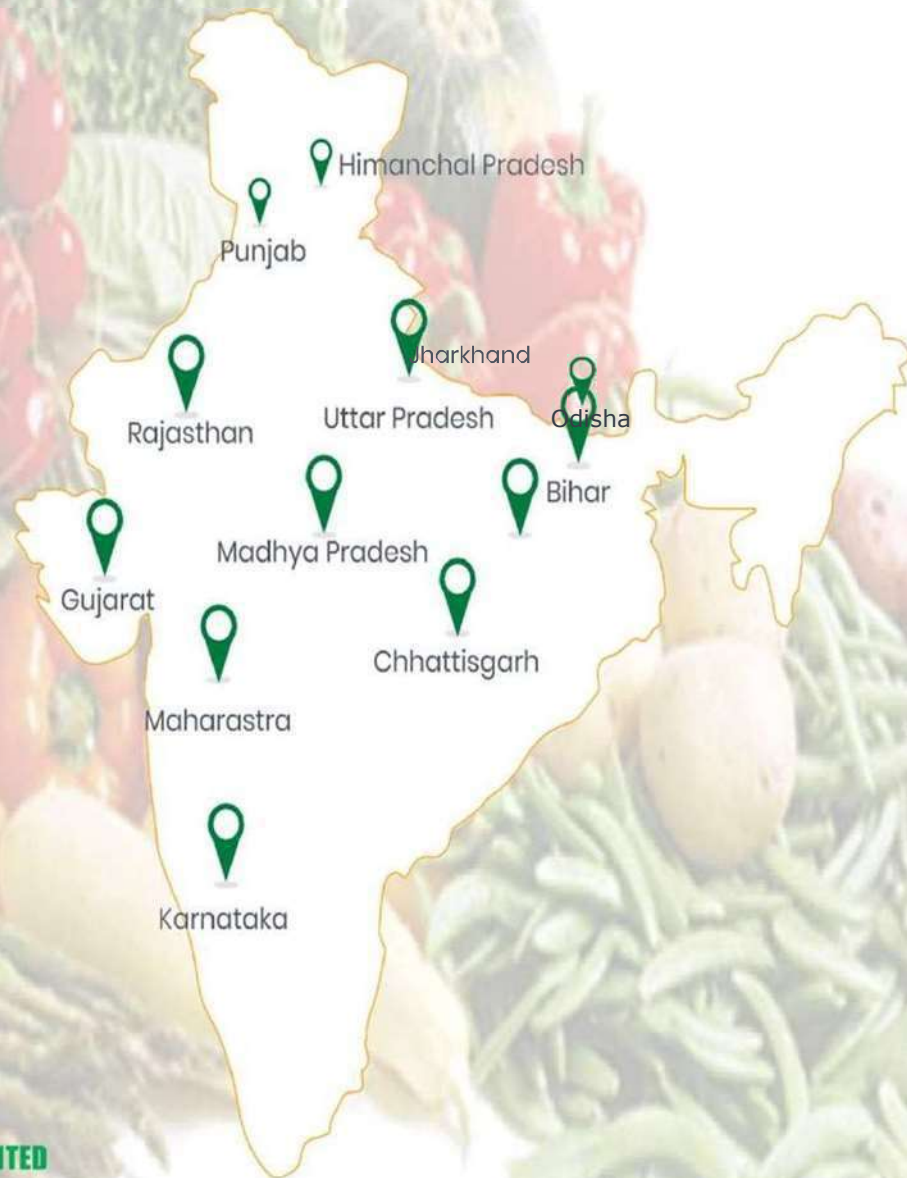 Himanchal Pradesh
Punjab
Jharkhand
Uttar Pradesh
Odisha
Rajasthan
Bihar
Madhya Pradesh
Gujarat
Chhattisgarh
Maharastra
Karnataka